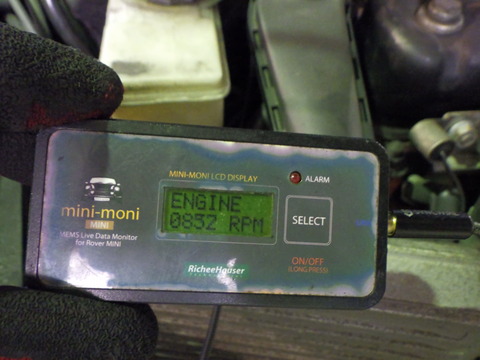 MINI-MONI LCD DISPLAY
ALARM
ENGINE
0832 RPM
SELECT
mini-moni
MINI
MEMS Live Data Monitor
for Rover MINI
ON/OFF
(LONG PRESS)
RicheeHauser